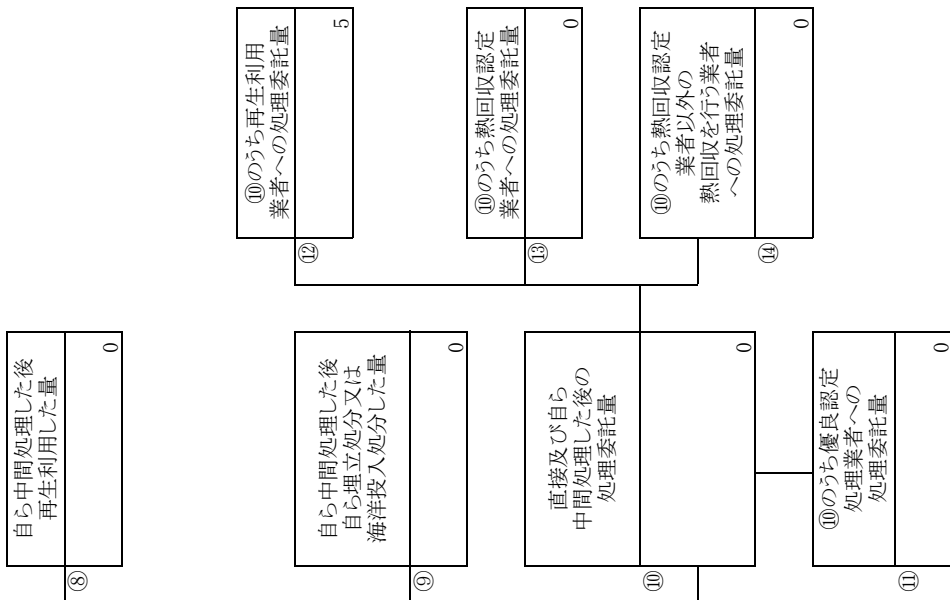 ⑧
自ら中間処理した後
再生利用した量
0
⑨
自ら中間処理した後
自ら埋立処分又は
海洋投入処分した量
0
⑩
直接及び自ら
中間処理した後の
処理委託量
0
⑪
⑩のうち優良認定
処理業者への
処理委託量
0
⑫
⑩のうち再生利用
業者への処理委託量
5
⑬
⑩のうち熱回収認定
業者への処理委託量
0
⑭
⑩のうち熱回収認定
業者以外の
熱回収を行う業者
への処理委託量
0